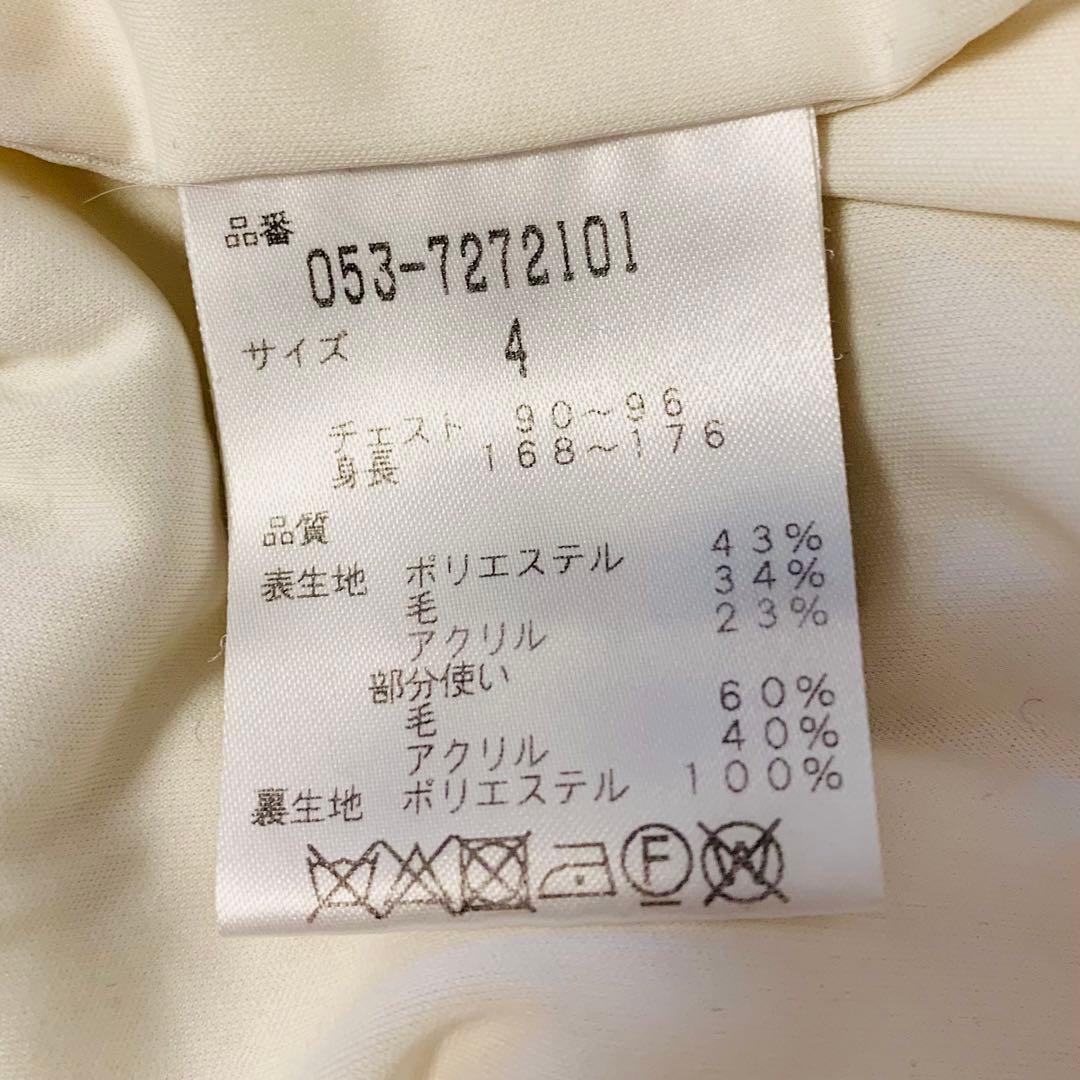 品番
053-7272101
サイズ 4
チェスト 90～96
身長 168～176
品質
表生地 ポリエステル 43%
毛 34%
アクリル 23%
部分使い
毛 60%
アクリル 40%
裏生地 ポリエステル 100%
F W